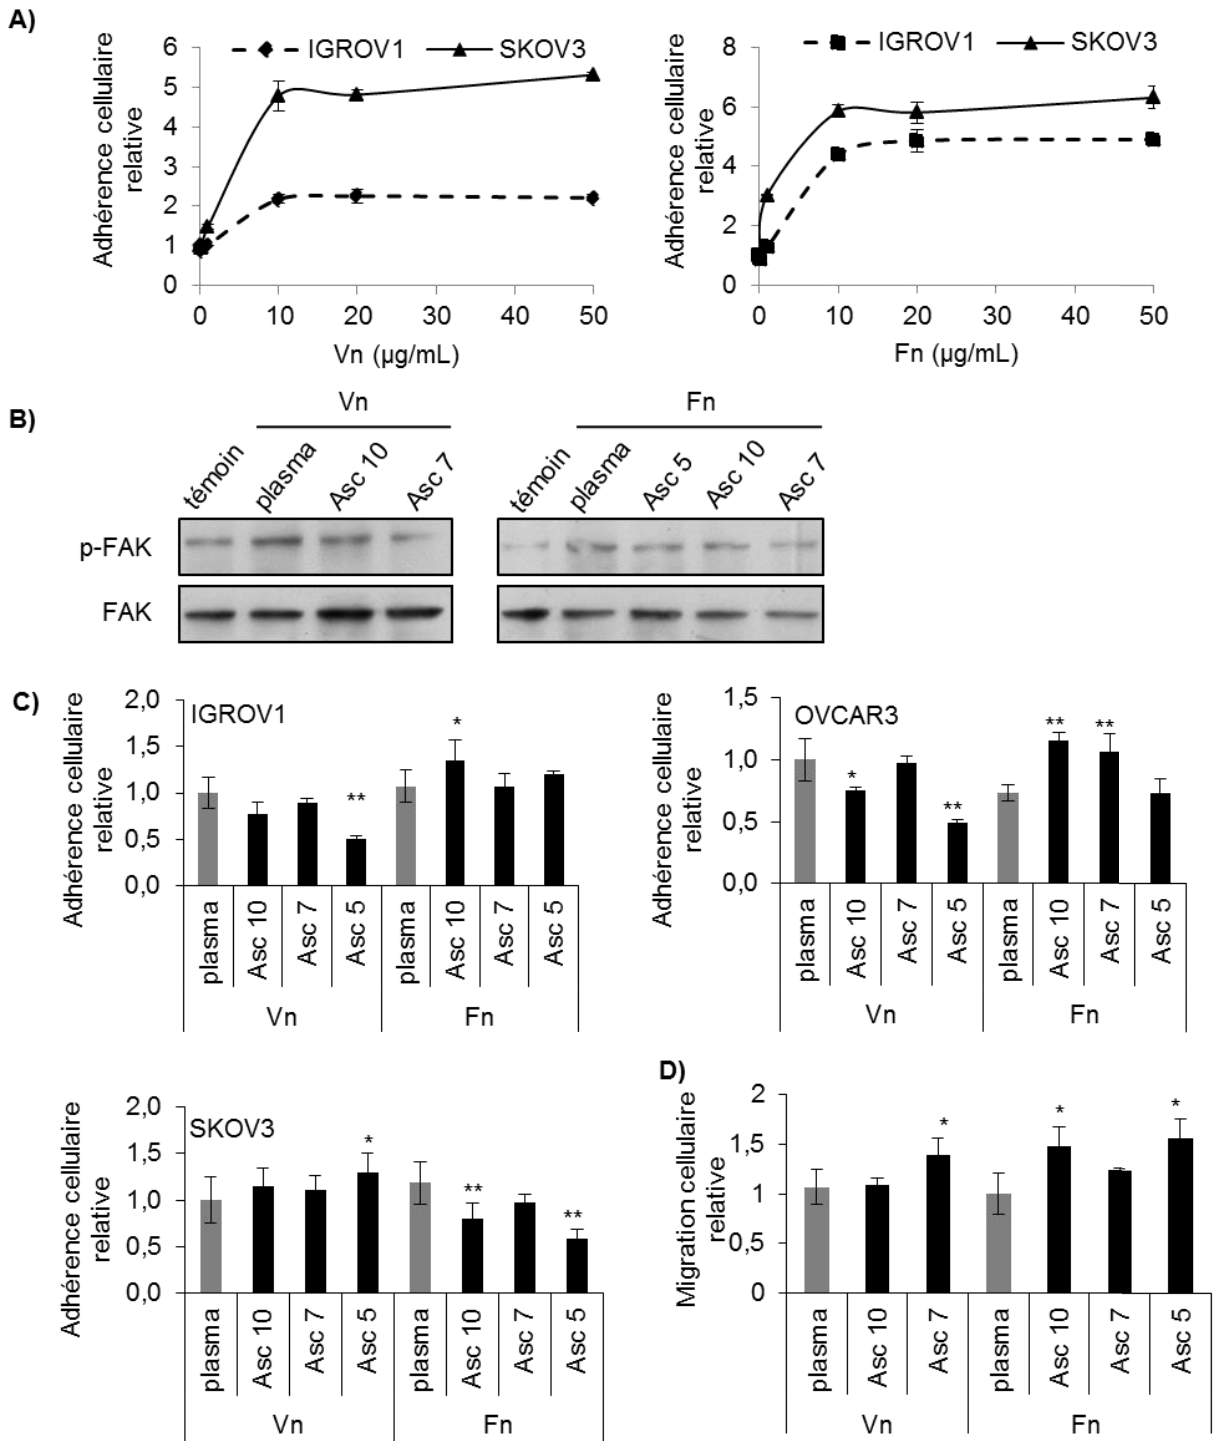 A)
IGROV1 SKOV3
6
5
4
3
2
1
0
0 10 20 30 40 50
Adhérence cellulaire
relative
Vn (µg/mL)
IGROV1 SKOV3
8
6
4
2
0
0 10 20 30 40 50
Adhérence cellulaire
relative
Fn (µg/mL)
B)
Vn
témoin plasma Asc 10 Asc 7
Fn
témoin plasma Asc 5 Asc 10 Asc 7
p-FAK
FAK
C)
IGROV1
2,0
1,5
1,0
0,5
0,0
Adhérence cellulaire
relative
** *
plasma Asc 10 Asc 7 Asc 5 plasma Asc 10 Asc 7 Asc 5
Vn Fn
OVCAR3
1,5
1,0
0,5
0,0
Adhérence cellulaire
relative
* ** ** **
plasma Asc 10 Asc 7 Asc 5 plasma Asc 10 Asc 7 Asc 5
Vn Fn
SKOV3
2,0
1,5
1,0
0,5
0,0
Adhérence cellulaire
relative
* ** **
plasma Asc 10 Asc 7 Asc 5 plasma Asc 10 Asc 7 Asc 5
Vn Fn
D)
2
1,5
1
0,5
0
Migration cellulaire
relative
* * *
plasma Asc 10 Asc 7 plasma Asc 10 Asc 7 Asc 5
Vn Fn